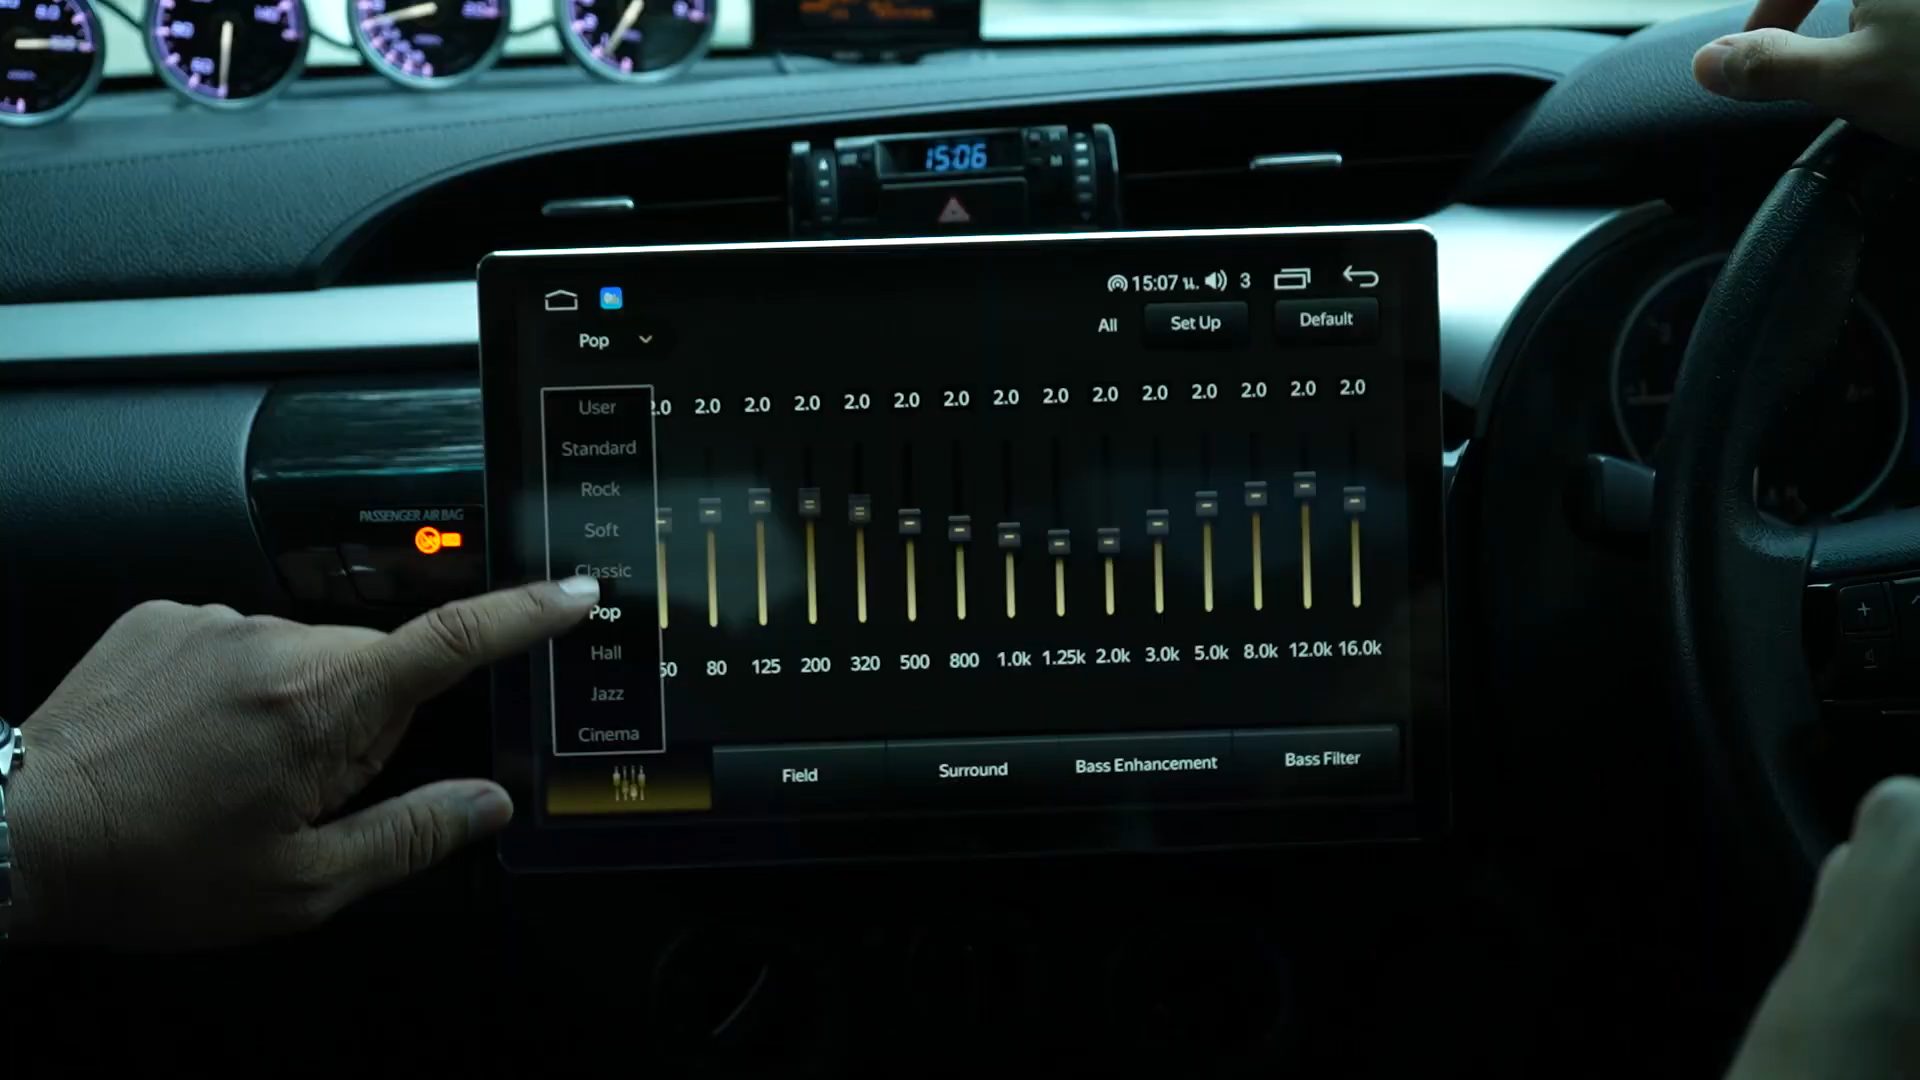 15:06
15:07 น. 3
Pop
All
Set Up
Default
User
Standard
Rock
Soft
Classic
Pop
Hall
Jazz
Cinema
2.0 2.0 2.0 2.0 2.0 2.0 2.0 2.0 2.0 2.0 2.0 2.0 2.0 2.0
80 125 200 320 500 800 1.0k 1.25k 2.0k 3.0k 5.0k 8.0k 12.0k 16.0k
Field
Surround
Bass Enhancement
Bass Filter
PASSENGER AIR BAG